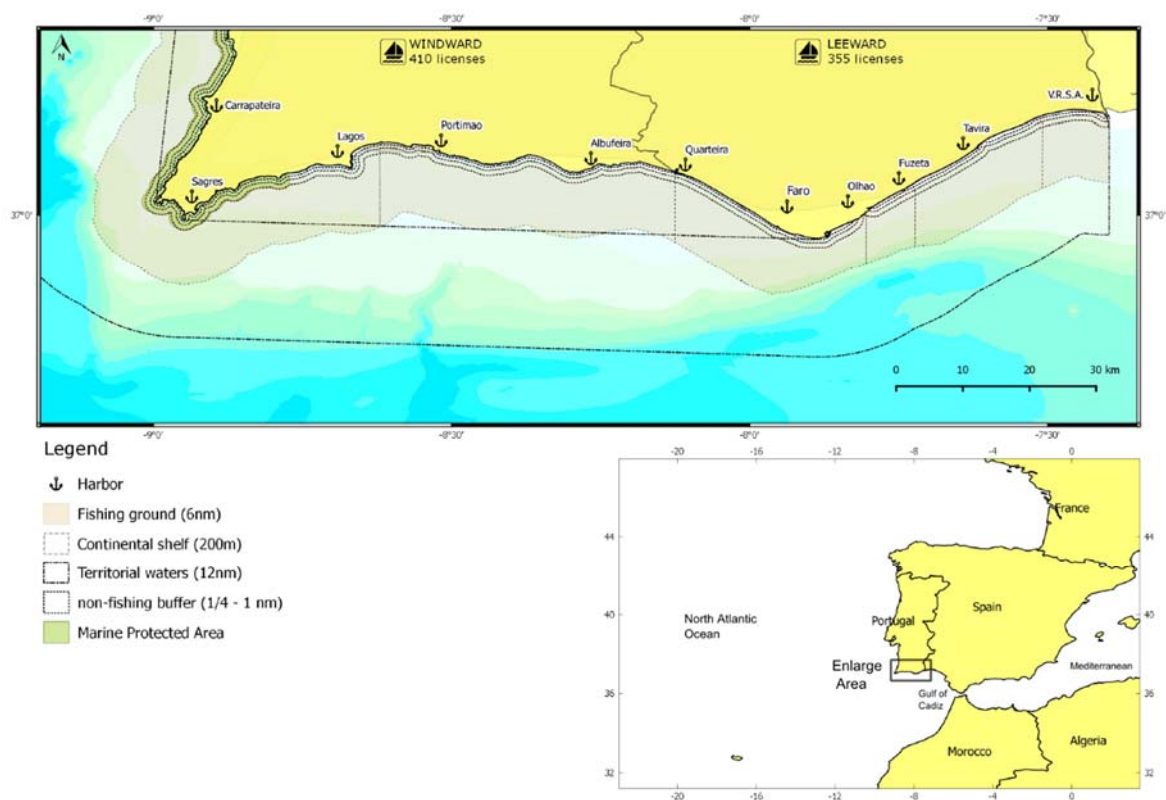 -9°0'
-8°30'
-8°0'
-7°30'
N
WINDWARD
410 licenses
LEEWARD
355 licenses
V.R.S.A.
Carrapateira
Portimao
Lagos
Albufeira
Quarteira
Tavira
Fuzeta
Sagres
Faro
Olhao
37°0'
37°0'
0 10 20 30 km
-9°0'
-8°30'
-8°0'
-7°30'
Legend
Harbor
Fishing ground (6nm)
Continental shelf (200m)
Territorial waters (12nm)
non-fishing buffer (1/4 - 1 nm)
Marine Protected Area
-20 -16 -12 -8 -4 0
France
44
44
40
40
Spain
North Atlantic
Ocean
Portugal
Enlarge
Area
Mediterranean
36
36
Gulf of
Cadiz
Morocco
Algeria
32
32
-20 -16 -12 -8 -4 0